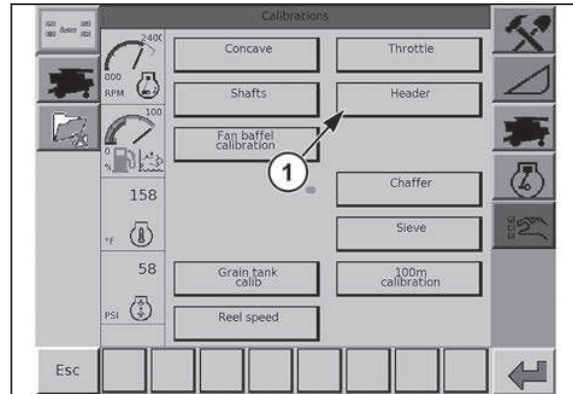 Calibrations
2400
800
RPM
100
0
%
158
°F
58
PSI
Concave
Throttle
Shafts
Header
Fan baffel
calibration
1
Chaffer
Sieve
Grain tank
calib
100m
calibration
Reel speed
Esc